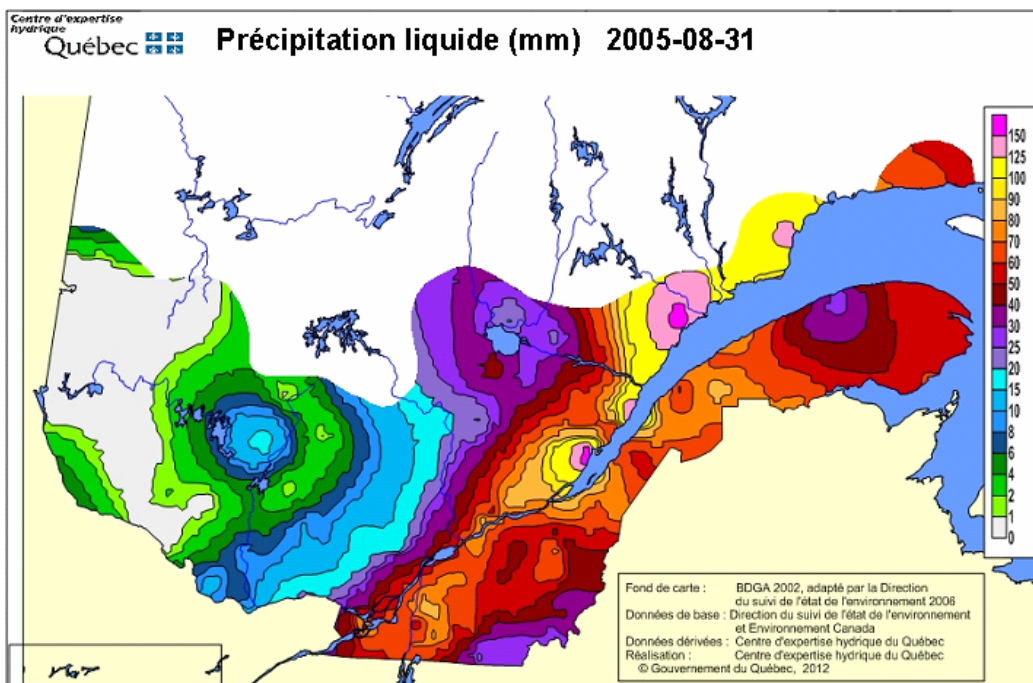 Centre d'expertise
hydrique
Québec
Précipitation liquide (mm) 2005-08-31
150
125
100
90
80
70
60
50
40
30
25
20
15
10
8
6
4
2
1
0
Fond de carte : BDGA 2002, adapté par la Direction
du suivi de l'état de l'environnement 2006
Données de base : Direction du suivi de l'état de l'environnement
et Environnement Canada
Données dérivées : Centre d'expertise hydrique du Québec
Réalisation : Centre d'expertise hydrique du Québec
© Gouvernement du Québec, 2012